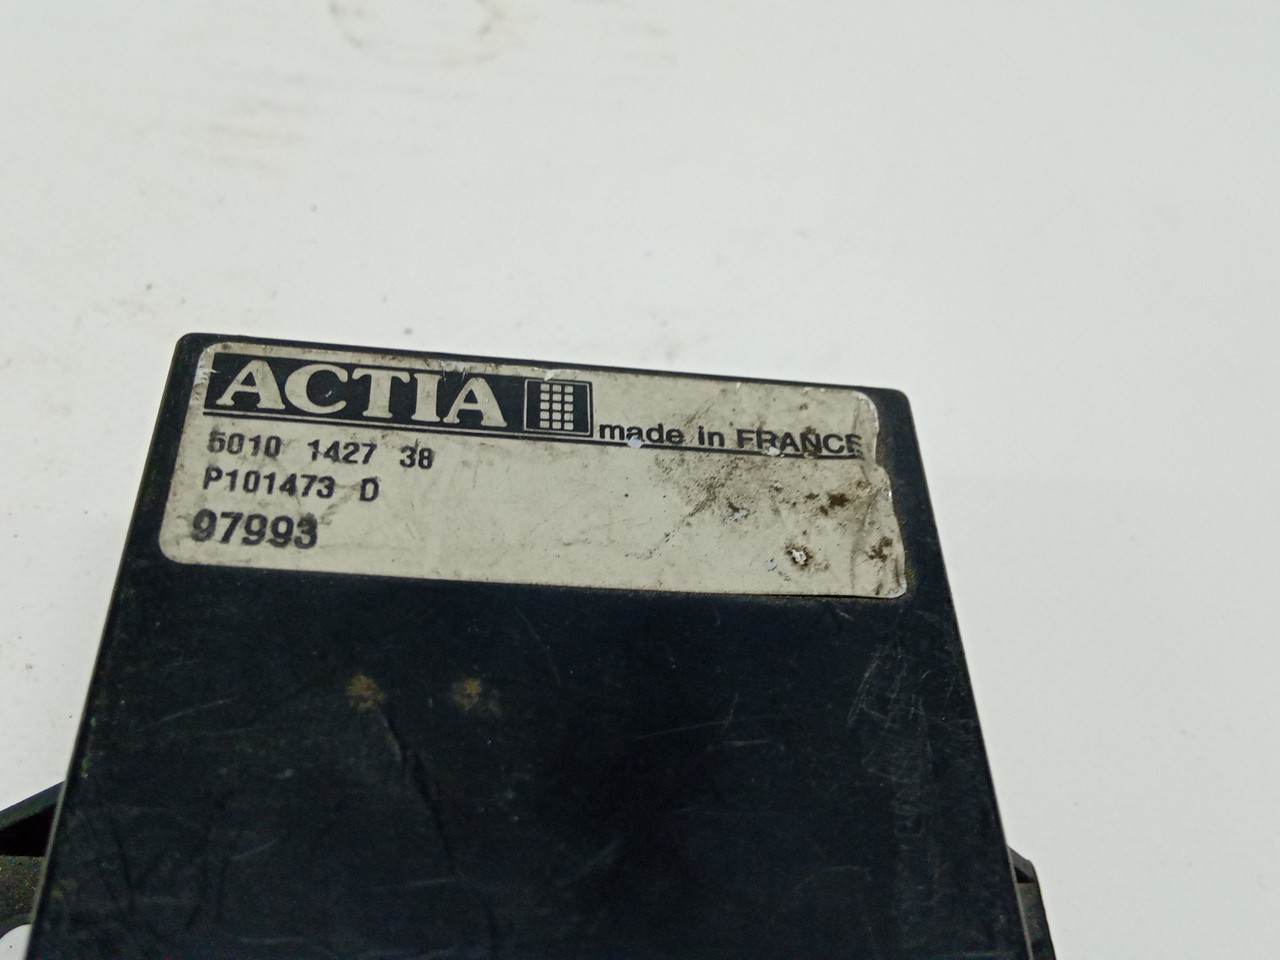 ACTIA
made in FRANCE
5010 1427 38
P101473 D
97993